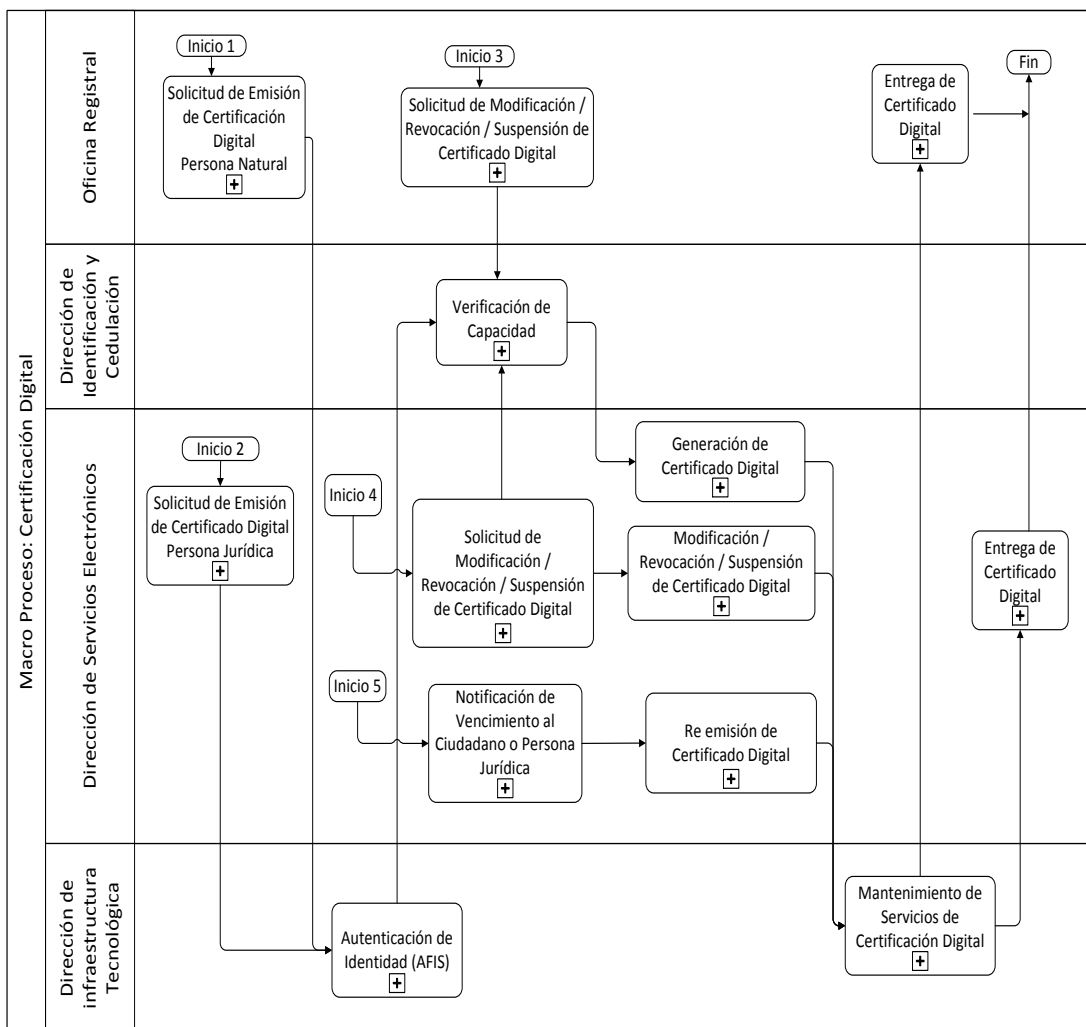 Macro Proceso: Certificación Digital
Oficina Registral
Inicio 1
Solicitud de Emisión
de Certificación
Digital
Persona Natural
Inicio 3
Solicitud de Modificación /
Revocación / Suspensión de
Certificado Digital
Entrega de
Certificado
Digital
Fin
Dirección de
Identificación y
Cedulación
Verificación de
Capacidad
Dirección de Servicios Electrónicos
Inicio 2
Solicitud de Emisión
de Certificado Digital
Persona Jurídica
Inicio 4
Solicitud de
Modificación /
Revocación / Suspensión
de Certificado Digital
Generación de
Certificado Digital
Modificación /
Revocación / Suspensión
de Certificado Digital
Entrega de
Certificado
Digital
Inicio 5
Notificación de
Vencimiento al
Ciudadano o Persona
Jurídica
Re emisión de
Certificado Digital
Dirección de
infraestructura
Tecnológica
Autenticación de
Identidad (AFIS)
Mantenimiento de
Servicios de
Certificación Digital